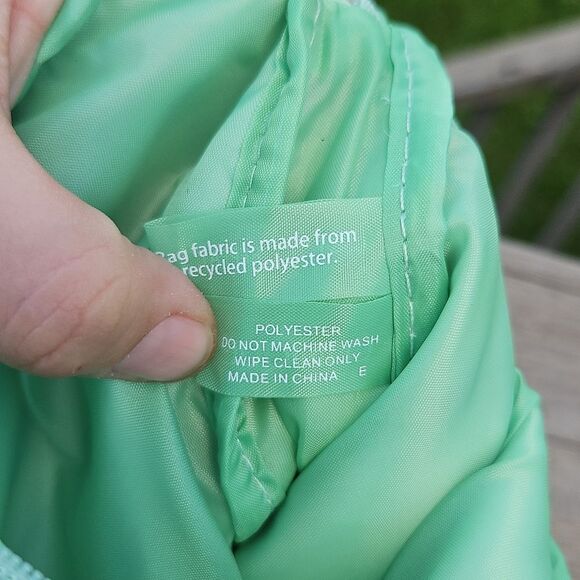 Bag fabric is made from
recycled polyester.
POLYESTER
DO NOT MACHINE WASH
WIPE CLEAN ONLY
MADE IN CHINA E